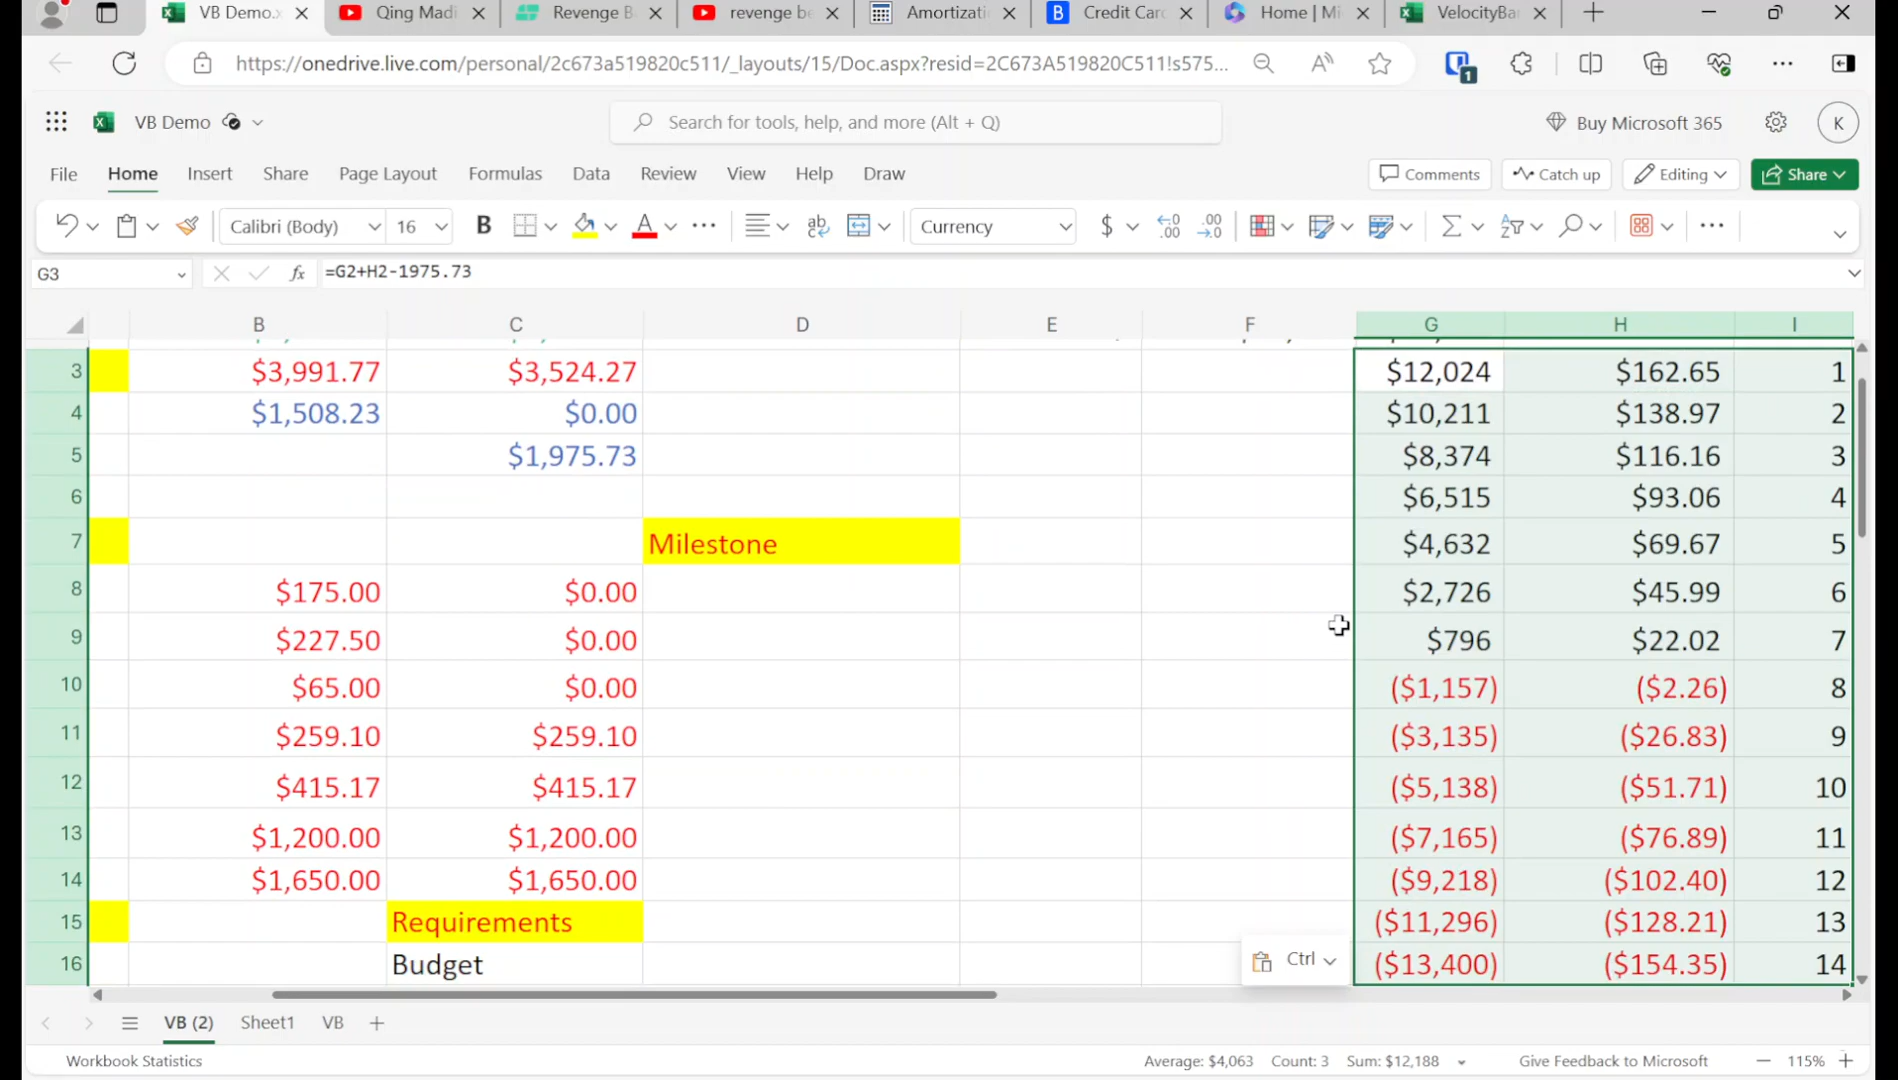 VB Demo.x
Qing Madi
Revenge B
revenge be
Amortizati
Credit Card
Home | Mi
VelocityBa
https://onedrive.live.com/personal/2c673a519820c511/_layouts/15/Doc.aspx?resid=2C673A519820C511!s575...
1
VB Demo
Search for tools, help, and more (Alt + Q)
Buy Microsoft 365
K
File Home Insert Share Page Layout Formulas Data Review View Help Draw
Comments
Catch up
Editing
Share
Calibri (Body) 16 B A ... ab Currency $ .00 .00 ...
G3 fx =G2+H2-1975.73
B C D E F G H I
3 $3,991.77 $3,524.27 $12,024 $162.65 1
4 $1,508.23 $0.00 $10,211 $138.97 2
5 $1,975.73 $8,374 $116.16 3
6 $6,515 $93.06 4
7 Milestone $4,632 $69.67 5
8 $175.00 $0.00 $2,726 $45.99 6
9 $227.50 $0.00 $796 $22.02 7
10 $65.00 $0.00 ($1,157) ($2.26) 8
11 $259.10 $259.10 ($3,135) ($26.83) 9
12 $415.17 $415.17 ($5,138) ($51.71) 10
13 $1,200.00 $1,200.00 ($7,165) ($76.89) 11
14 $1,650.00 $1,650.00 ($9,218) ($102.40) 12
15 Requirements ($11,296) ($128.21) 13
16 Budget ($13,400) ($154.35) 14
Ctrl
VB (2) Sheet1 VB
Workbook Statistics
Average: $4,063 Count: 3 Sum: $12,188
Give Feedback to Microsoft
115%